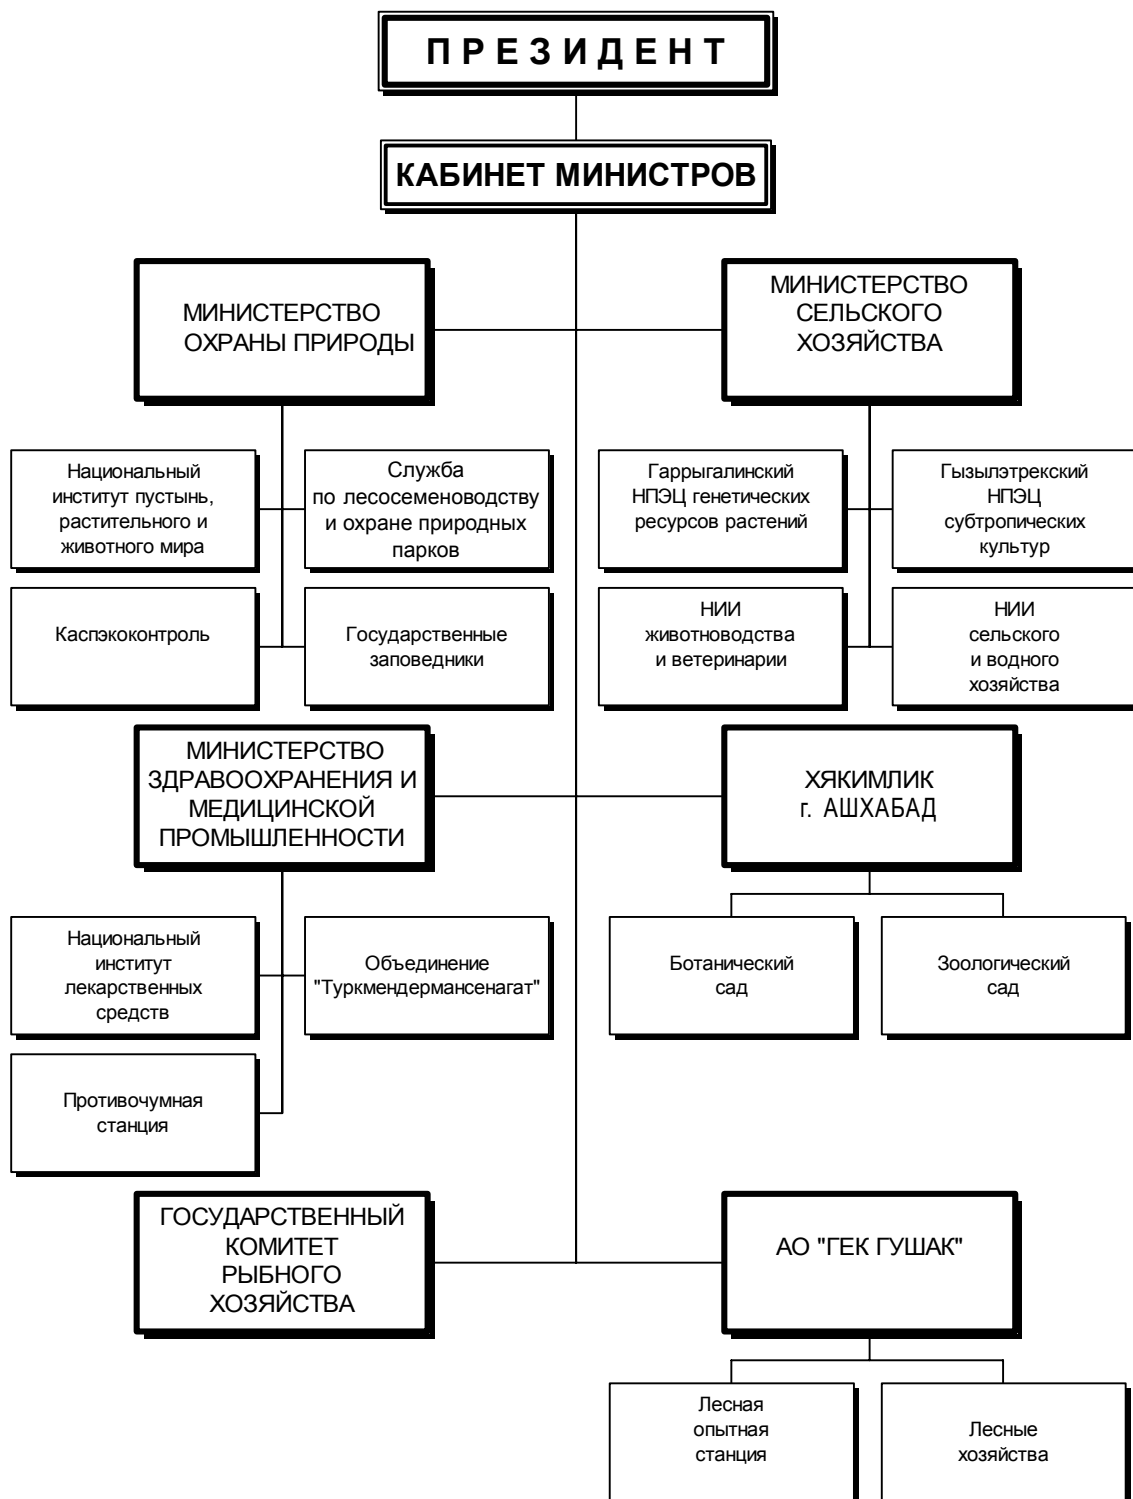 П Р Е З И Д Е Н Т
КАБИНЕТ МИНИСТРОВ
МИНИСТЕРСТВО
ОХРАНЫ ПРИРОДЫ
МИНИСТЕРСТВО
СЕЛЬСКОГО
ХОЗЯЙСТВА
Национальный
институт пустынь,
растительного и
животного мира
Служба
по лесосеменоводству
и охране природных
парков
Гаррыгалинский
НПЭЦ генетических
ресурсов растений
Гызылэтрекский
НПЭЦ
субтропических
культур
Каспэкоконтроль
Государственные
заповедники
НИИ
животноводства
и ветеринарии
НИИ
сельского
и водного
хозяйства
МИНИСТЕРСТВО
ЗДРАВООХРАНЕНИЯ И
МЕДИЦИНСКОЙ
ПРОМЫШЛЕННОСТИ
ХЯКИМЛИК
г. АШХАБАД
Национальный
институт
лекарственных
средств
Объединение
"Туркмендермансенагат"
Ботанический
сад
Зоологический
сад
Противочумная
станция
ГОСУДАРСТВЕННЫЙ
КОМИТЕТ
РЫБНОГО
ХОЗЯЙСТВА
АО "ГЕК ГУШАК"
Лесная
опытная
станция
Лесные
хозяйства